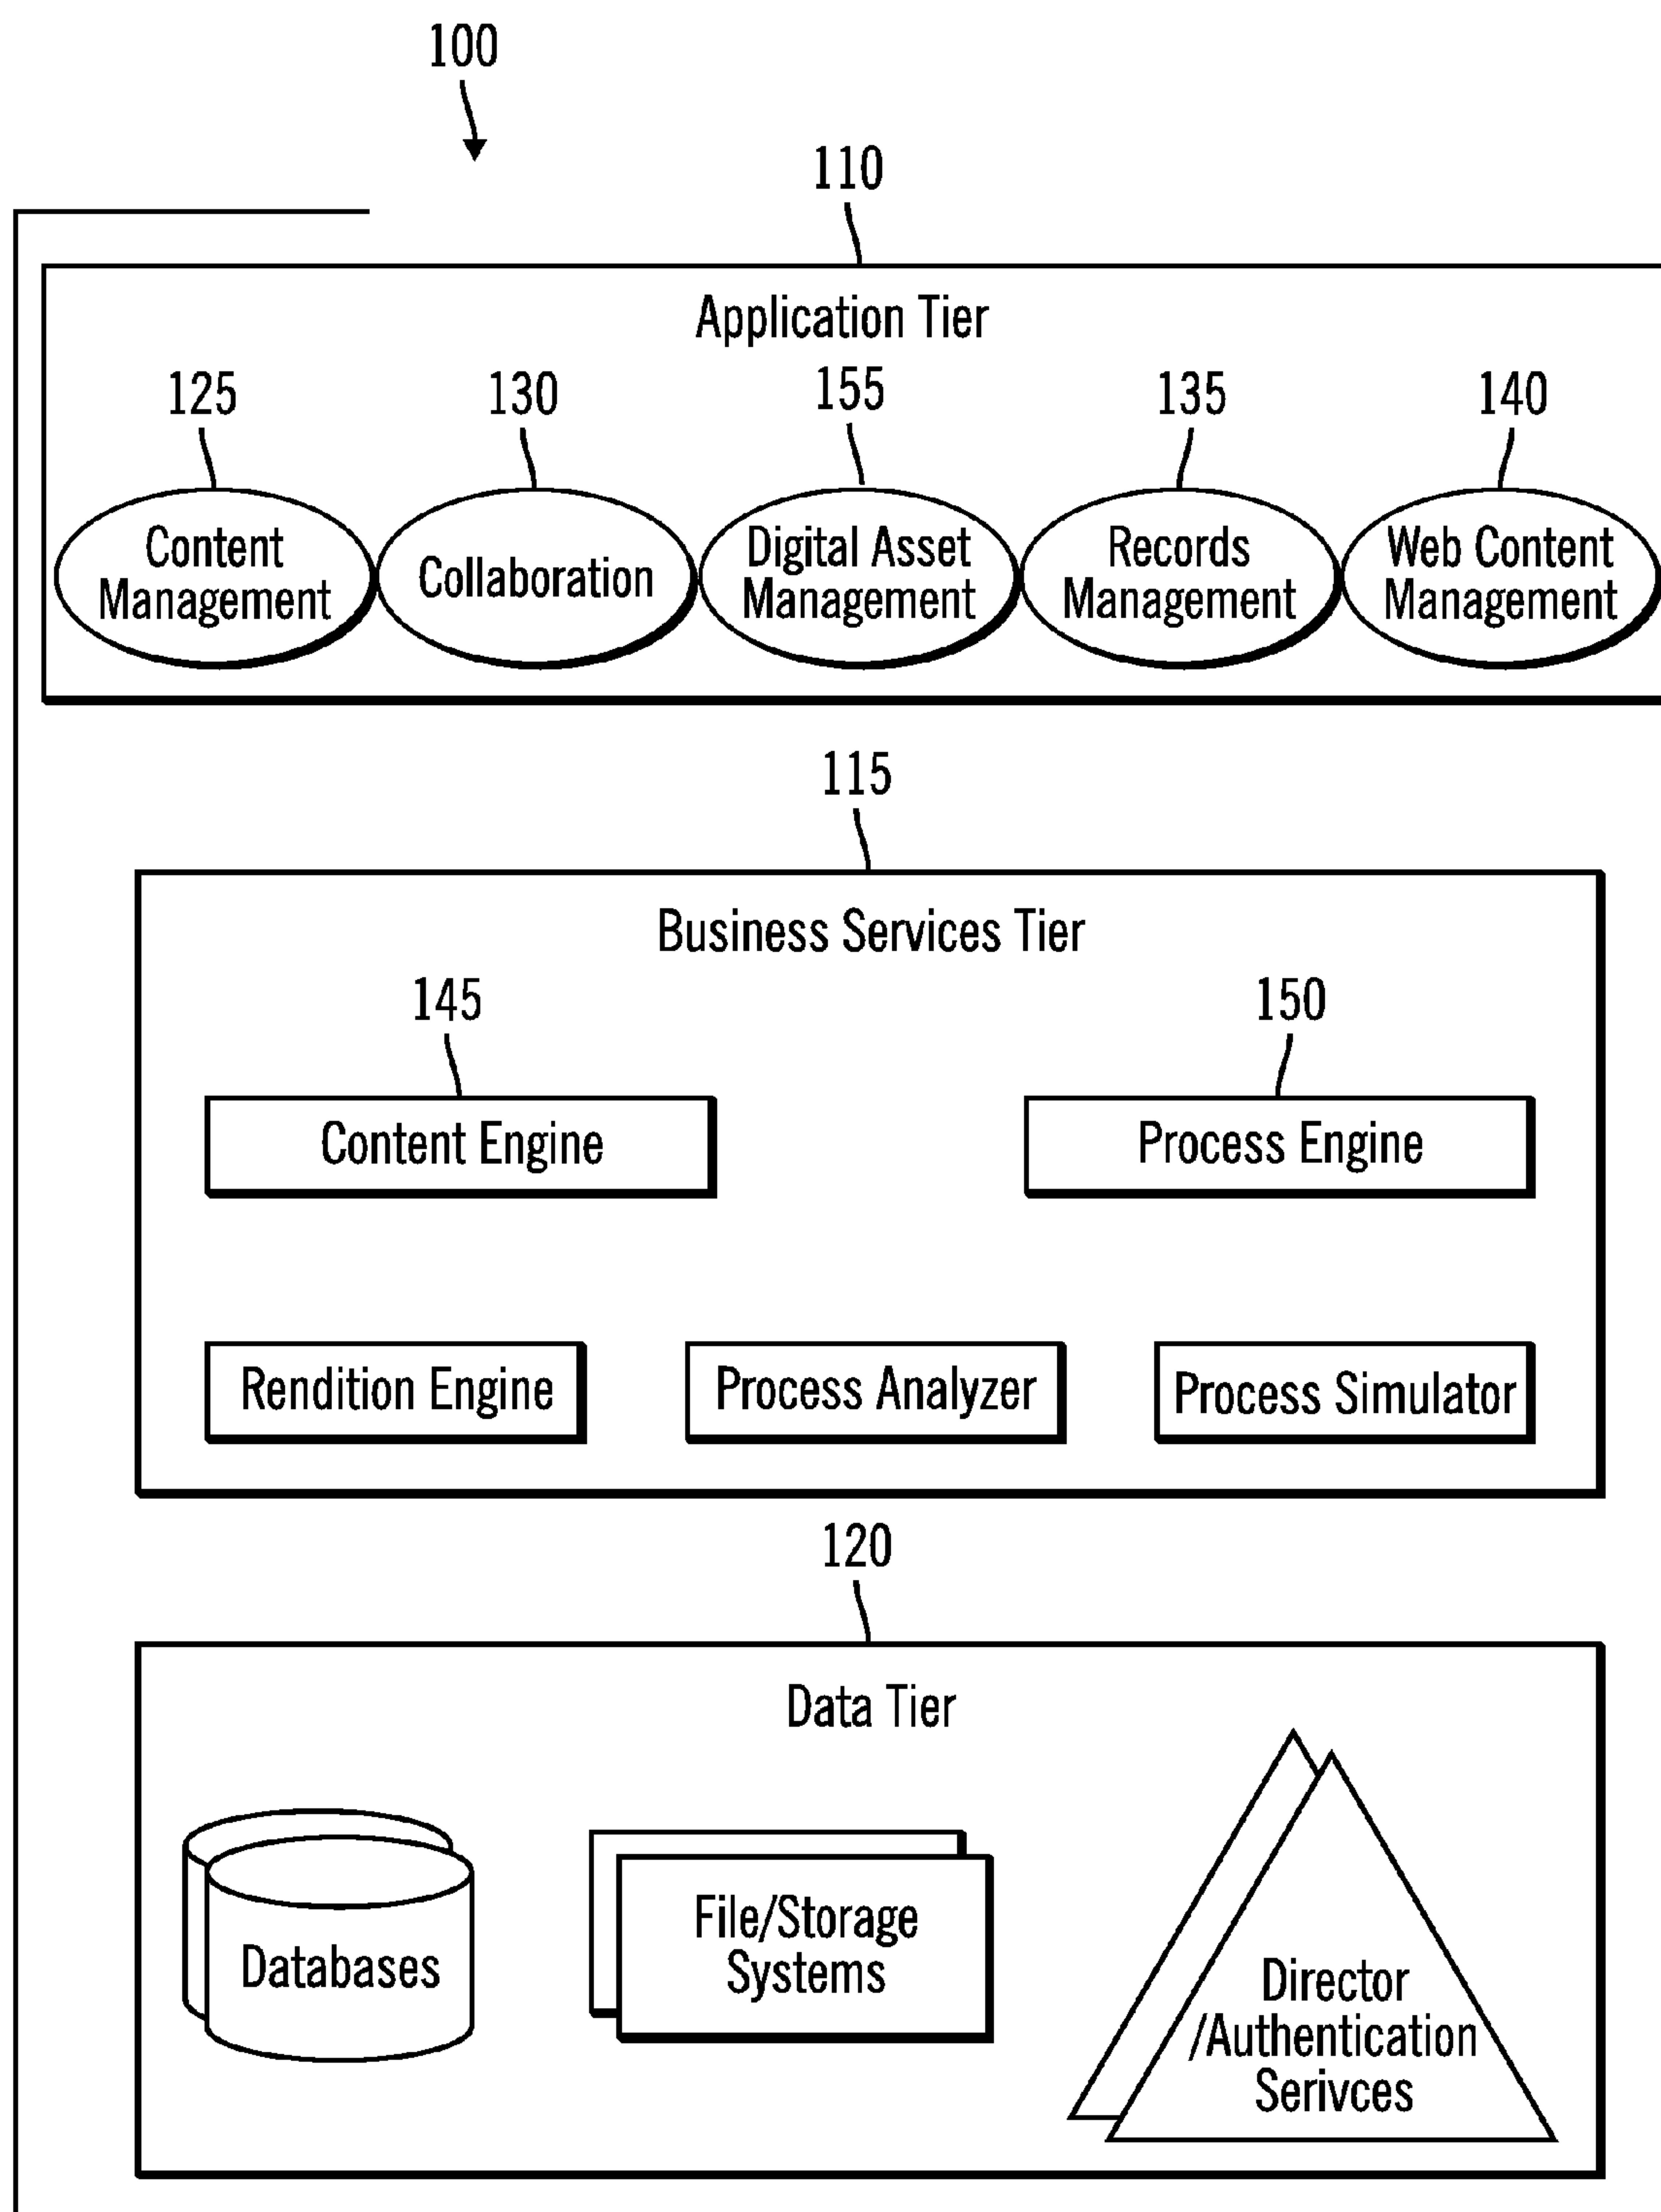 100
110
Application Tier
125
130
155
135
140
Content
Management
Collaboration
Digital Asset
Management
Records
Management
Web Content
Management
115
Business Services Tier
145
150
Content Engine
Process Engine
Rendition Engine
Process Analyzer
Process Simulator
120
Data Tier
Databases
File/Storage
Systems
Director
/Authentication
Serivces